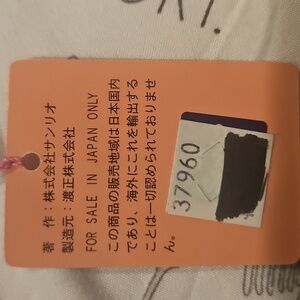 著　作：株式会社サンリオ
製造元：渡正株式会社
FOR SALE IN JAPAN ONLY
この商品の販売地域は日本国内
であり、海外にこれを輸出する
ことは一切認められておりませ
ん。
37960